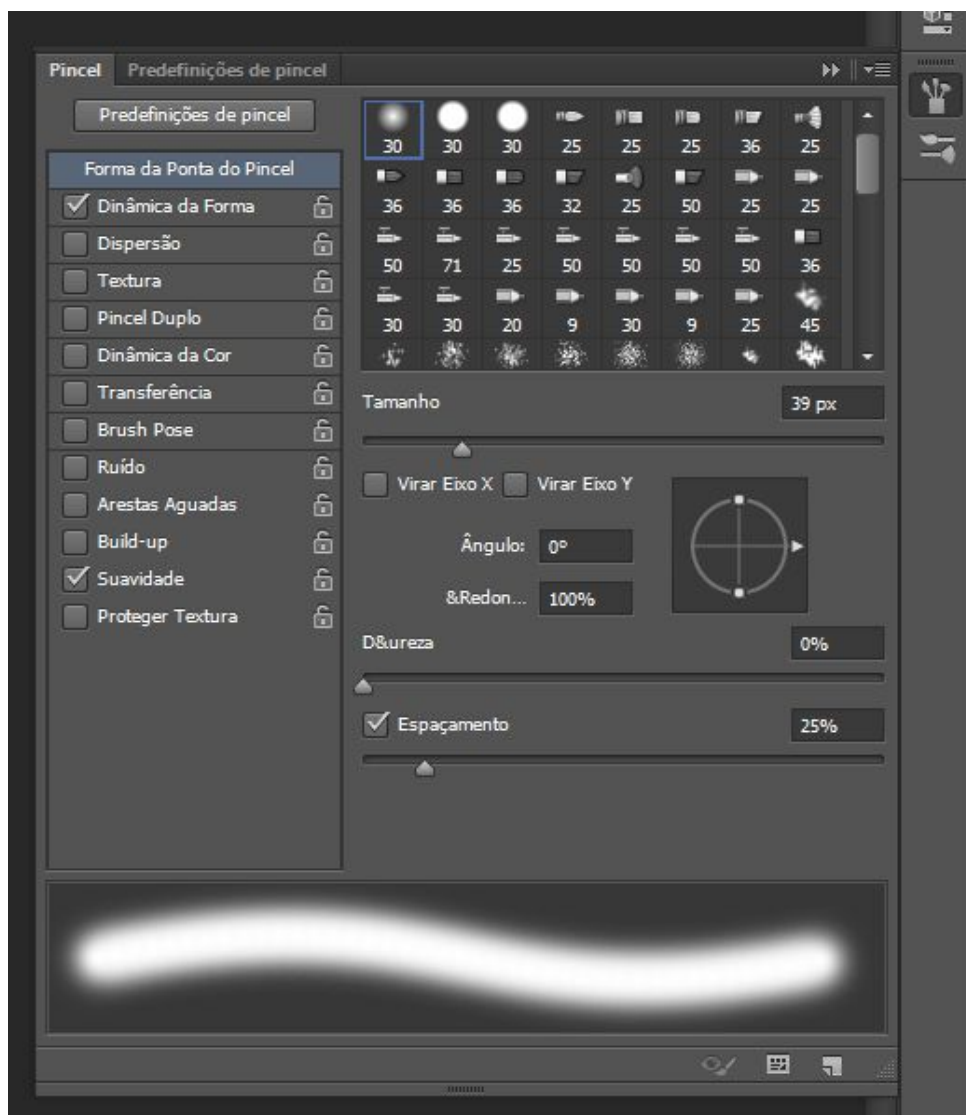 Pincel Predefinições de pincel
Predefinições de pincel
Forma da Ponta do Pincel
Dinâmica da Forma
Dispersão
Textura
Pincel Duplo
Dinâmica da Cor
Transferência
Brush Pose
Ruído
Arestas Aguadas
Build-up
Suavidade
Proteger Textura
30 30 30 25 25 25 36 25
36 36 36 32 25 50 25 25
50 71 25 50 50 50 50 36
30 30 20 9 30 9 25 45
Tamanho 39 px
Virar Eixo X Virar Eixo Y
Ângulo: 0º
&Redon... 100%
D&ureza 0%
Espaçamento 25%